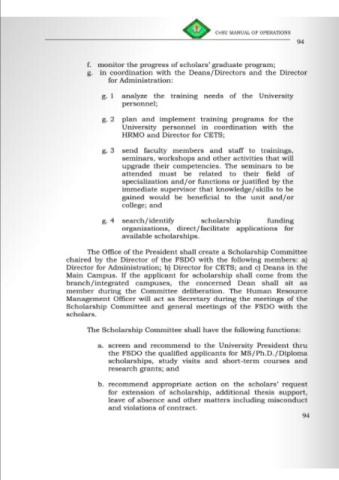 CvSU MANUAL OF OPERATIONS
94
f. monitor the progress of scholars' graduate program;
g. in coordination with the Deans/Directors and the Director
for Administration:
g. 1 analyze the training needs of the University
personnel;
g. 2 plan and implement training programs for the
University personnel in coordination with the
HRMO and Director for CETS;
g. 3 send faculty members and staff to trainings,
seminars, workshops and other activities that will
upgrade their competencies. The seminars to be
attended must be related to their field of
specialization and/or functions or justified by the
immediate supervisor that knowledge/skills to be
gained would be beneficial to the unit and/or
college; and
g. 4 search/identify scholarship funding
organizations, direct/facilitate applications for
available scholarships.
The Office of the President shall create a Scholarship Committee
chaired by the Director of the FSDO with the following members: a)
Director for Administration; b) Director for CETS; and c) Deans in the
Main Campus. If the applicant for scholarship shall come from the
branch/integrated campuses, the concerned Dean shall sit as
member during the Committee deliberation. The Human Resource
Management Officer will act as Secretary during the meetings of the
Scholarship Committee and general meetings of the FSDO with the
scholars.
The Scholarship Committee shall have the following functions:
a. screen and recommend to the University President thru
the FSDO the qualified applicants for MS/Ph.D./Diploma
scholarships, study visits and short-term courses and
research grants; and
b. recommend appropriate action on the scholars' request
for extension of scholarship, additional thesis support,
leave of absence and other matters including misconduct
and violations of contract.
94